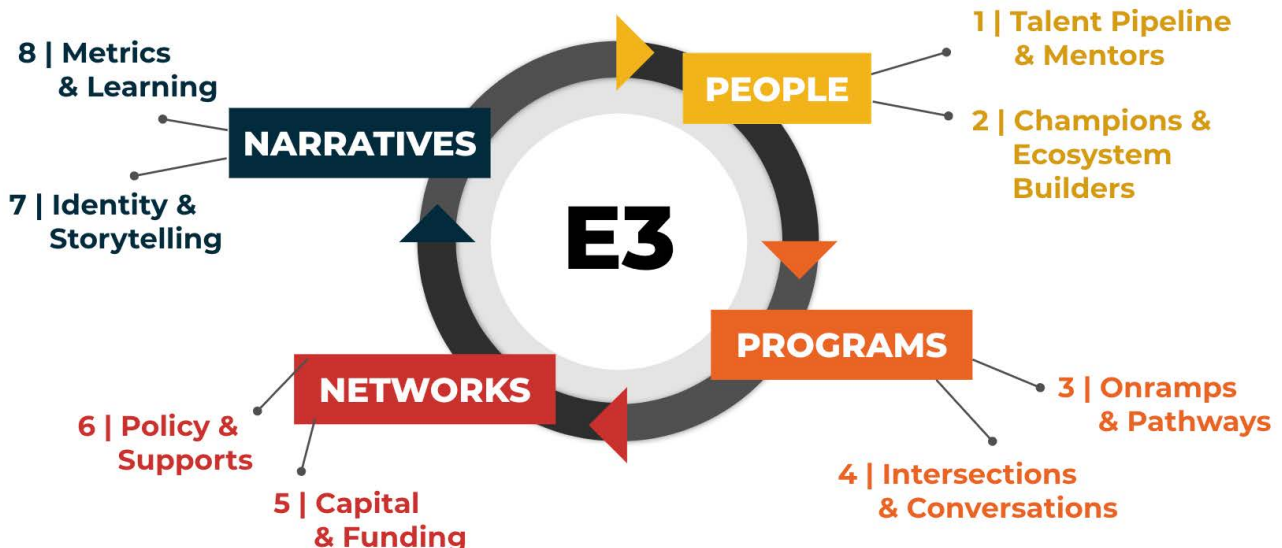 E3
PEOPLE
1 | Talent Pipeline
& Mentors
2 | Champions &
Ecosystem
Builders
PROGRAMS
3 | Onramps
& Pathways
4 | Intersections
& Conversations
NETWORKS
5 | Capital
& Funding
6 | Policy &
Supports
NARRATIVES
7 | Identity &
Storytelling
8 | Metrics
& Learning